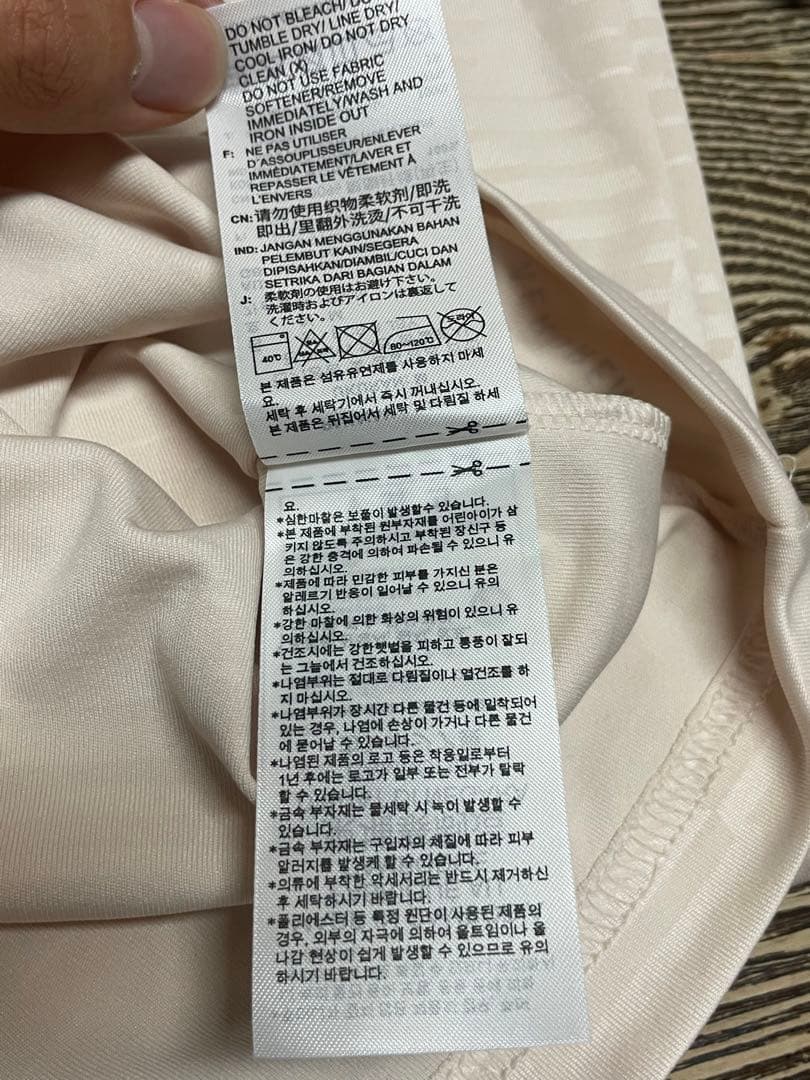 DO NOT BLEACH/ DO
TUMBLE DRY/ LINE DRY/
COOL IRON/ DO NOT DRY
CLEAN (X)
DO NOT USE FABRIC
SOFTENER/REMOVE
IMMEDIATELY/WASH AND
IRON INSIDE OUT
F: NE PAS UTILISER
D'ASSOUPLISSEUR/ENLEVER
IMMÉDIATEMENT/LAVER ET
REPASSER LE VÊTEMENT À
L'ENVERS
CN: 请勿使用织物柔软剂/即洗
即出/里翻外洗烫/不可干洗
IND: JANGAN MENGGUNAKAN BAHAN
PELEMBUT KAIN/SEGERA
DIPISAHKAN/DIAMBIL/CUCI DAN
SETRIKA DARI BAGIAN DALAM
J: 柔軟剤の使用はお避け下さい。
洗濯時およびアイロンは裏返して
ください。
40℃ 80~120℃ 드라이
본 제품은 섬유유연제를 사용하지 마세
요.
세탁 후 세탁기에서 즉시 꺼내십시오.
본 제품은 뒤집어서 세탁 및 다림질 하세
요.
*심한마찰은 보풀이 발생할수 있습니다.
*본 제품에 부착된 원부자재를 어린아이가 삼
키지 않도록 주의하시고 부착된 장신구 등
은 강한 충격에 의하여 파손될 수 있으니 유
의하십시오.
*제품에 따라 민감한 피부를 가지신 분은
알레르기 반응이 일어날 수 있으니 유의
하십시오.
*강한 마찰에 의한 화상의 위험이 있으니 유
의하십시오.
*건조시에는 강한햇볕을 피하고 통풍이 잘되
는 그늘에서 건조하십시오.
*나염부위는 절대로 다림질이나 열건조를 하
지 마십시오.
*나염부위가 장시간 다른 물건 등에 밀착되어
있는 경우, 나염에 손상이 가거나 다른 물건
에 묻어날 수 있습니다.
*나염된 제품의 로고 등은 착용일로부터
1년 후에는 로고가 일부 또는 전부가 탈락
할 수 있습니다.
*금속 부자재는 물세탁 시 녹이 발생할 수
있습니다.
*금속 부자재는 구입자의 체질에 따라 피부
알러지를 발생케 할 수 있습니다.
*의류에 부착한 악세서리는 반드시 제거하신
후 세탁하시기 바랍니다.
*폴리에스터 등 특정 원단이 사용된 제품의
경우, 외부의 자극에 의하여 올트임이나 올
나감 현상이 쉽게 발생할 수 있으므로 유의
하시기 바랍니다.